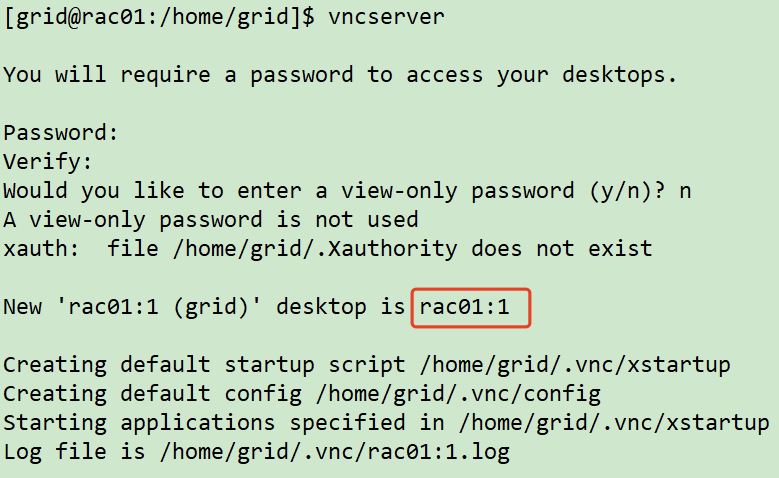 [grid@rac01:/home/grid]$ vncserver
You will require a password to access your desktops.
Password:
Verify:
Would you like to enter a view-only password (y/n)? n
A view-only password is not used
xauth:  file /home/grid/.Xauthority does not exist
New 'rac01:1 (grid)' desktop is rac01:1
Creating default startup script /home/grid/.vnc/xstartup
Creating default config /home/grid/.vnc/config
Starting applications specified in /home/grid/.vnc/xstartup
Log file is /home/grid/.vnc/rac01:1.log